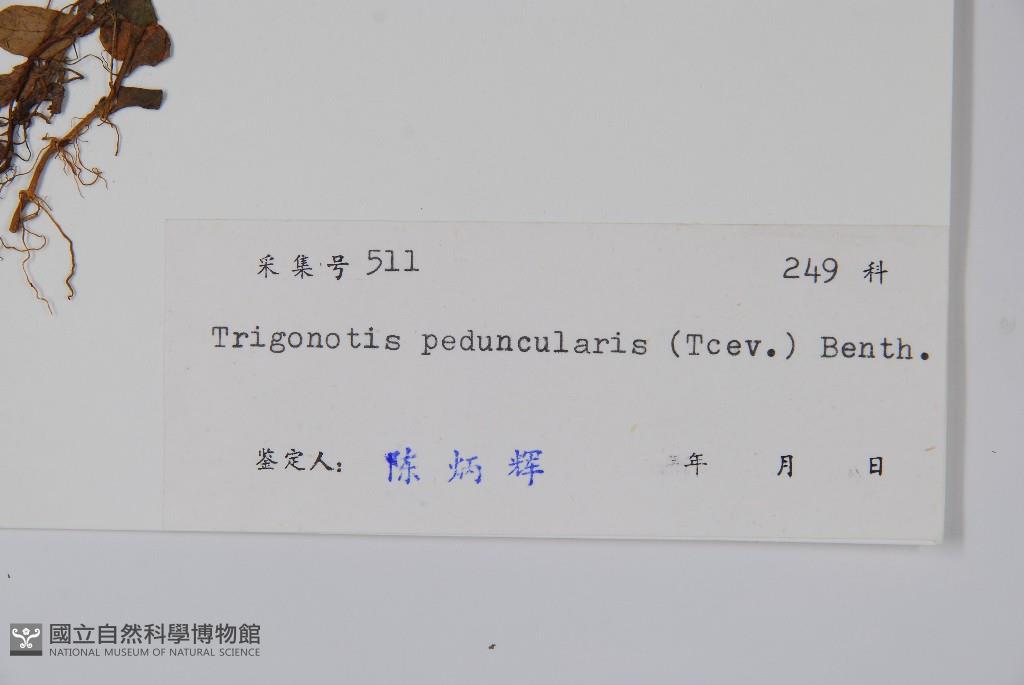 采集号 511 249 科
Trigonotis peduncularis (Tcev.) Benth.
鉴定人: 陈炳辉 年 月 日
國立自然科學博物館
NATIONAL MUSEUM OF NATURAL SCIENCE